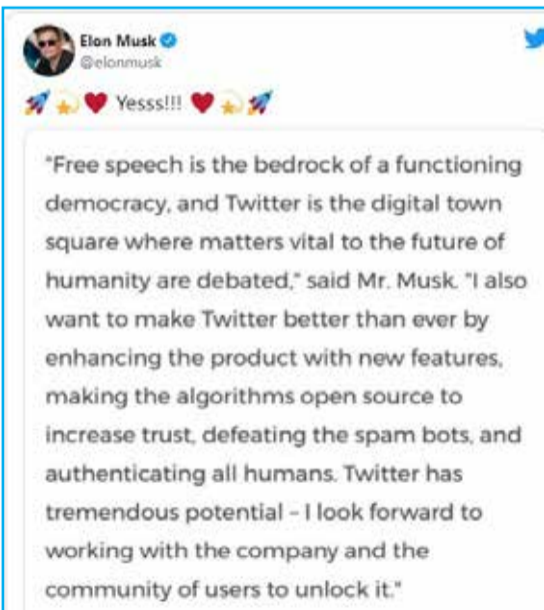 Elon Musk
@elonmusk
🚀 💫 ❤️ Yesss!!! ❤️ 💫 🚀
"Free speech is the bedrock of a functioning
democracy, and Twitter is the digital town
square where matters vital to the future of
humanity are debated," said Mr. Musk. "I also
want to make Twitter better than ever by
enhancing the product with new features,
making the algorithms open source to
increase trust, defeating the spam bots, and
authenticating all humans. Twitter has
tremendous potential – I look forward to
working with the company and the
community of users to unlock it."